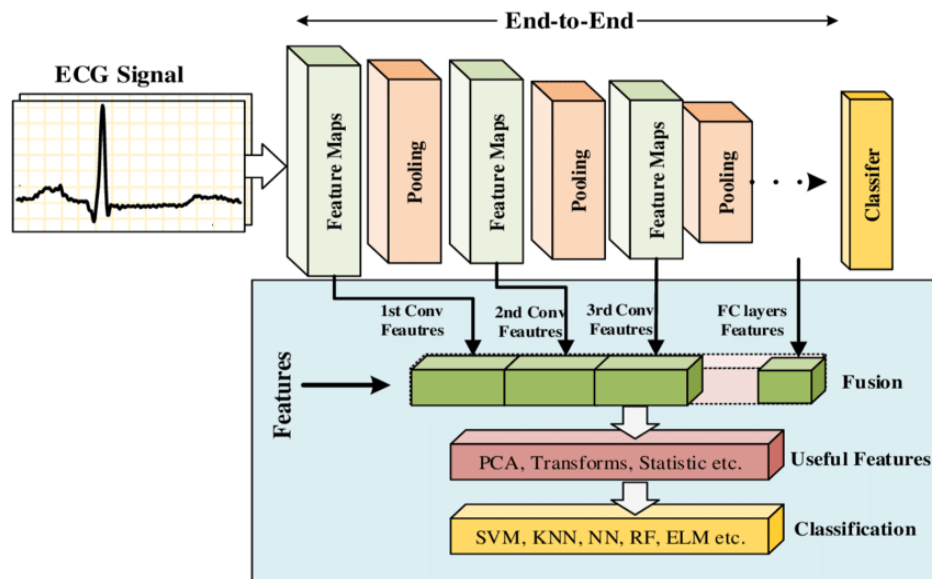 End-to-End
ECG Signal
Feature Maps
Pooling
Feature Maps
Pooling
Feature Maps
Pooling
Classifer
1st Conv
Feautres
2nd Conv
Feautres
3rd Conv
Feautres
FC layers
Features
Features
Fusion
PCA, Transforms, Statistic etc.
Useful Features
SVM, KNN, NN, RF, ELM etc.
Classification